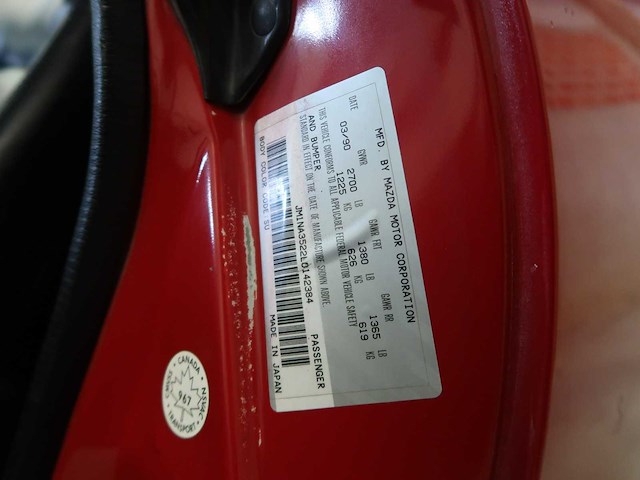 MFD. BY MAZDA MOTOR CORPORATION
DATE GVWR GAWR FRT GAWR RR
03/90 2700 LB 1380 LB 1365 LB
1225 KG 626 KG 619 KG
THIS VEHICLE CONFORMS TO ALL APPLICABLE FEDERAL MOTOR VEHICLE SAFETY
AND BUMPER
STANDARD IN EFFECT ON THE DATE OF MANUFACTURE SHOWN ABOVE.
JM1NA3522L0142384 PASSENGER
BODY COLOR CODE SU MADE IN JAPAN
CANADA
967
TRANSPORT